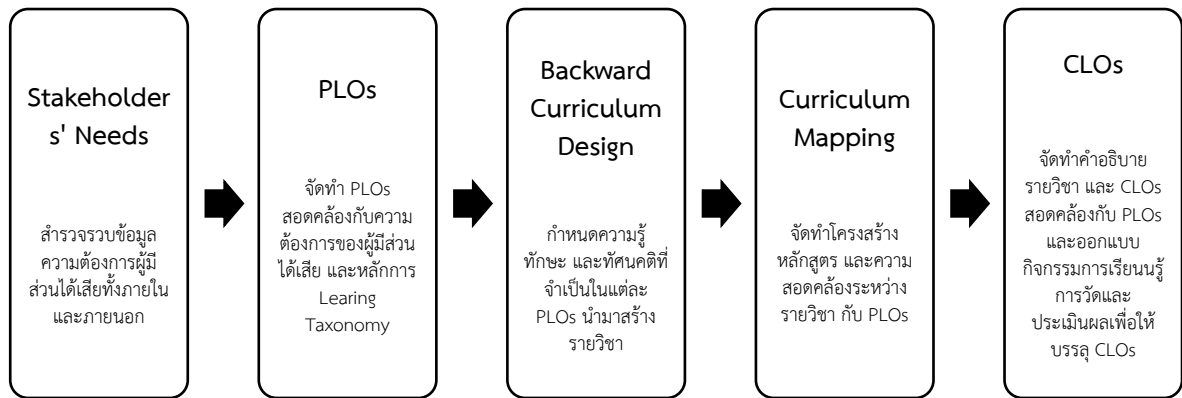 Stakeholder
s' Needs
สำรวจรวบข้อมูล
ความต้องการผู้มี
ส่วนได้เสียทั้งภายใน
และภายนอก
PLOs
จัดทำ PLOs
สอดคล้องกับความ
ต้องการของผู้มีส่วน
ได้เสีย และหลักการ
Learing
Taxonomy
Backward
Curriculum
Design
กำหนดความรู้
ทักษะ และทัศนคติที่
จำเป็นในแต่ละ
PLOs นำมาสร้าง
รายวิชา
Curriculum
Mapping
จัดทำโครงสร้าง
หลักสูตร และความ
สอดคล้องระหว่าง
รายวิชา กับ PLOs
CLOs
จัดทำคำอธิบาย
รายวิชา และ CLOs
สอดคล้องกับ PLOs
และออกแบบ
กิจกรรมการเรียนนรู้
การวัดและ
ประเมินผลเพื่อให้
บรรลุ CLOs